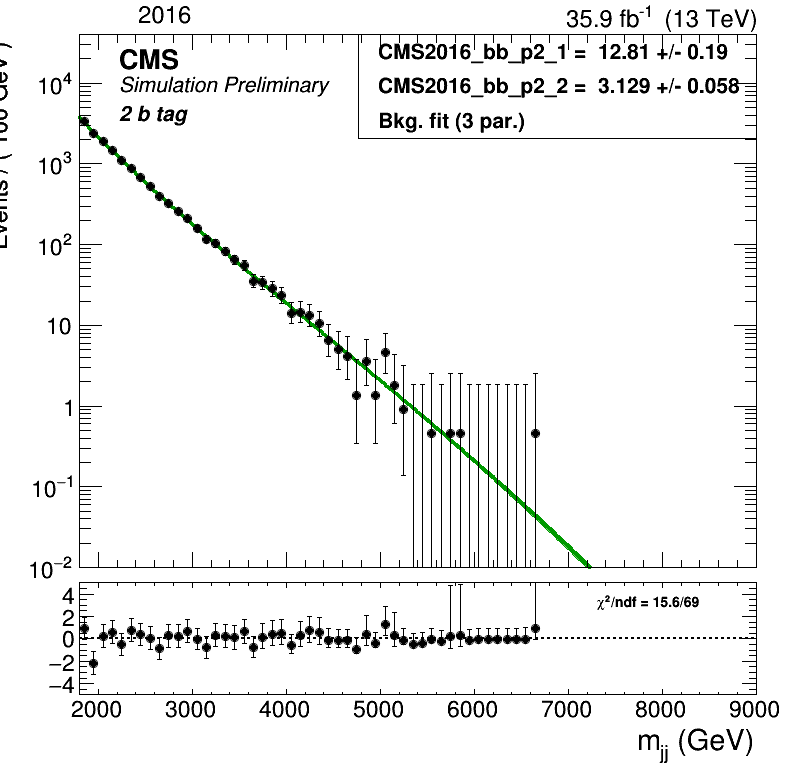 2016
35.9 fb⁻¹ (13 TeV)
CMS
Simulation Preliminary
2 b tag
CMS2016_bb_p2_1 = 12.81 +/- 0.19
CMS2016_bb_p2_2 = 3.129 +/- 0.058
Bkg. fit (3 par.)
10⁴
10³
10²
10
1
10⁻¹
10⁻²
χ²/ndf = 15.6/69
4
2
0
−2
−4
2000 3000 4000 5000 6000 7000 8000 9000
m_jj (GeV)